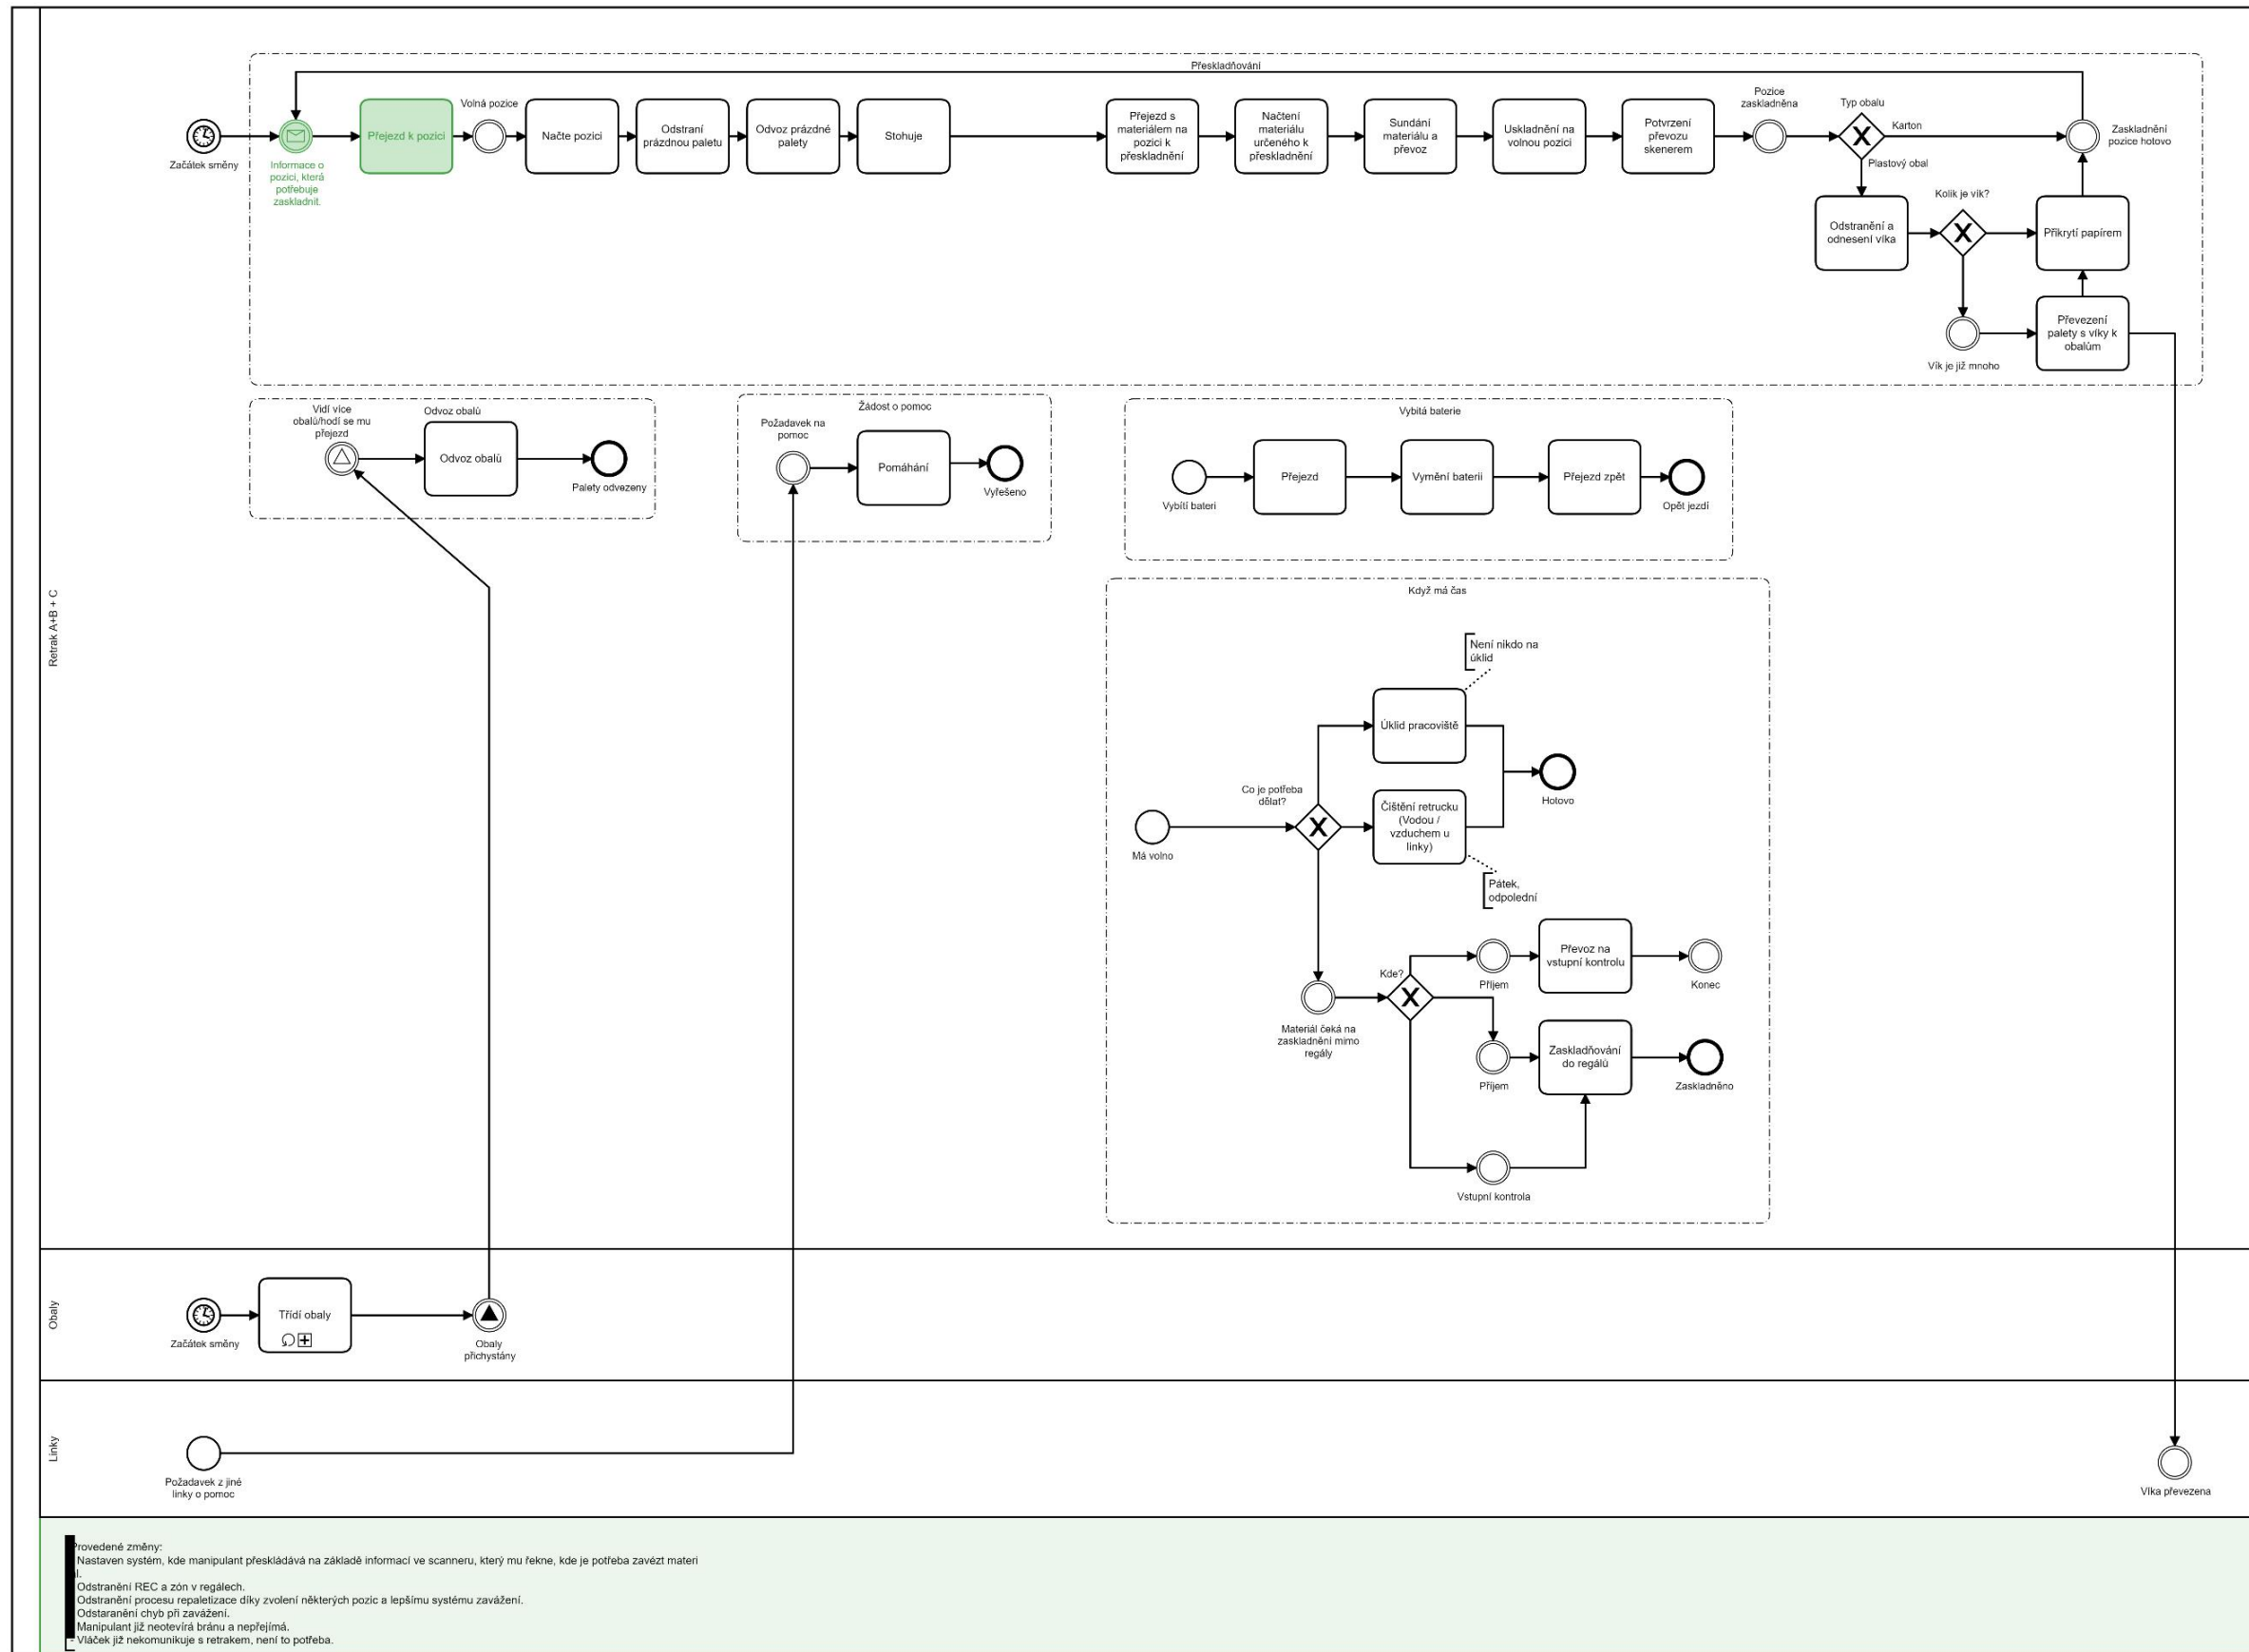 Přeskladňování
Začátek směny
Informace o
pozici, která
potřebuje
zaskladnit.
Přejezd k pozici
Volná pozice
Načte pozici
Odstraní
prázdnou paletu
Odvoz prázdné
palety
Stohuje
Přejezd s
materiálem na
pozici k
přeskladnění
Načtení
materiálu
určeného k
přeskladnění
Sundání
materiálu a
převoz
Uskladnění na
volnou pozici
Potvrzení
převozu
skenerem
Pozice
zaskladněna
Typ obalu
Karton
Plastový obal
Zaskladnění
pozice hotovo
Odstranění a
odnesení víka
Kolik je vík?
Přikrytí papírem
Vík je již mnoho
Převezení
palety s víky k
obalům
Odvoz obalů
Vidí více
obalů/hodí se mu
přejezd
Odvoz obalů
Palety odvezeny
Žádost o pomoc
Požadavek na
pomoc
Pomáhání
Vyřešeno
Vybitá baterie
Vybití bateri
Přejezd
Vymění baterii
Přejezd zpět
Opět jezdí
Retrak A+B + C
Když má čas
Není nikdo na
úklid
Úklid pracoviště
Co je potřeba
dělat?
Má volno
Čištění retrucku
(Vodou /
vzduchem u
linky)
Hotovo
Pátek,
odpolední
Materiál čeká na
zaskladnění mimo
regály
Kde?
Příjem
Převoz na
vstupní kontrolu
Konec
Příjem
Zaskladňování
do regálů
Zaskladněno
Vstupní kontrola
Obaly
Začátek směny
Třídí obaly
Obaly
přichystány
Linky
Požadavek z jiné
linky o pomoc
Víka převezena
Provedené změny:
Nastaven systém, kde manipulant přeskládává na základě informací ve scanneru, který mu řekne, kde je potřeba zavézt materi
ál.
Odstranění REC a zón v regálech.
Odstranění procesu repaletizace díky zvolení některých pozic a lepšímu systému zavážení.
Odstaranění chyb při zavážení.
Manipulant již neotevírá bránu a nepřejímá.
- Vláček již nekomunikuje s retrakem, není to potřeba.